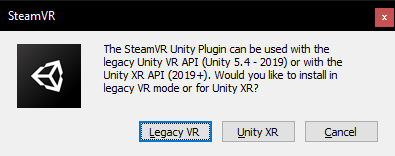 SteamVR
The SteamVR Unity Plugin can be used with the
legacy Unity VR API (Unity 5.4 - 2019) or with the
Unity XR API (2019+). Would you like to install in
legacy VR mode or for Unity XR?
Legacy VR
Unity XR
Cancel